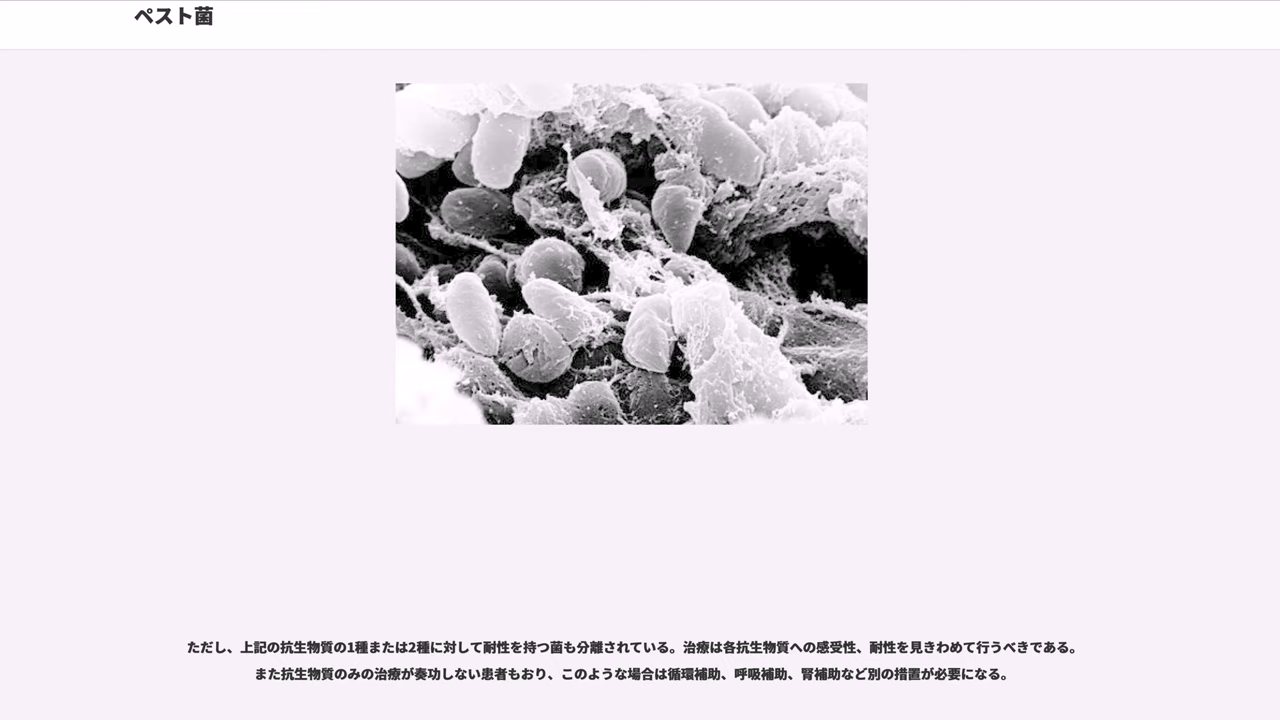 ペスト菌
ただし、上記の抗生物質の1種または2種に対して耐性を持つ菌も分離されている。治療は各抗生物質への感受性、耐性を見きわめて行うべきである。
また抗生物質のみの治療が奏功しない患者もおり、このような場合は循環補助、呼吸補助、腎補助など別の措置が必要になる。